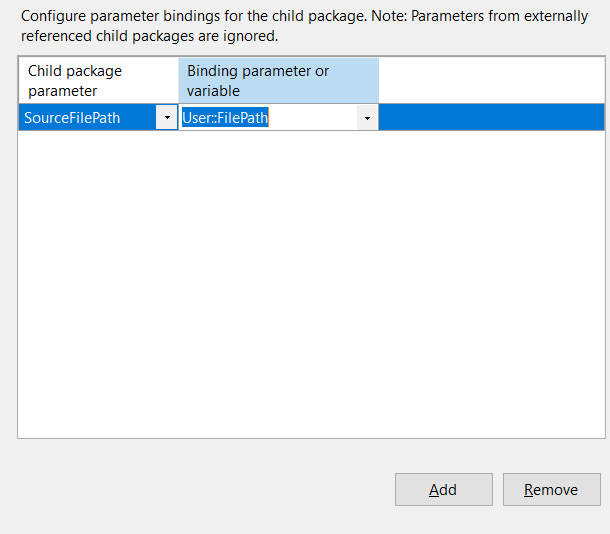 Configure parameter bindings for the child package. Note: Parameters from externally
referenced child packages are ignored.
Child package
parameter
Binding parameter or
variable
SourceFilePath
User::FilePath
Add
Remove